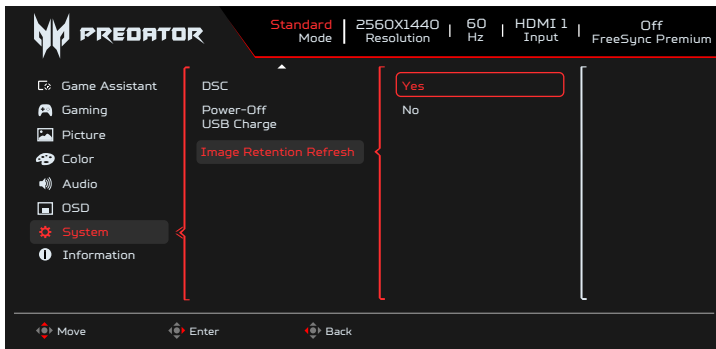 PREDATOR
Standard Mode
2560X1440 Resolution
60 Hz
HDMI 1 Input
Off FreeSync Premium
Game Assistant
Gaming
Picture
Color
Audio
OSD
System
Information
DSC
Power-Off
USB Charge
Image Retention Refresh
Yes
No
Move
Enter
Back